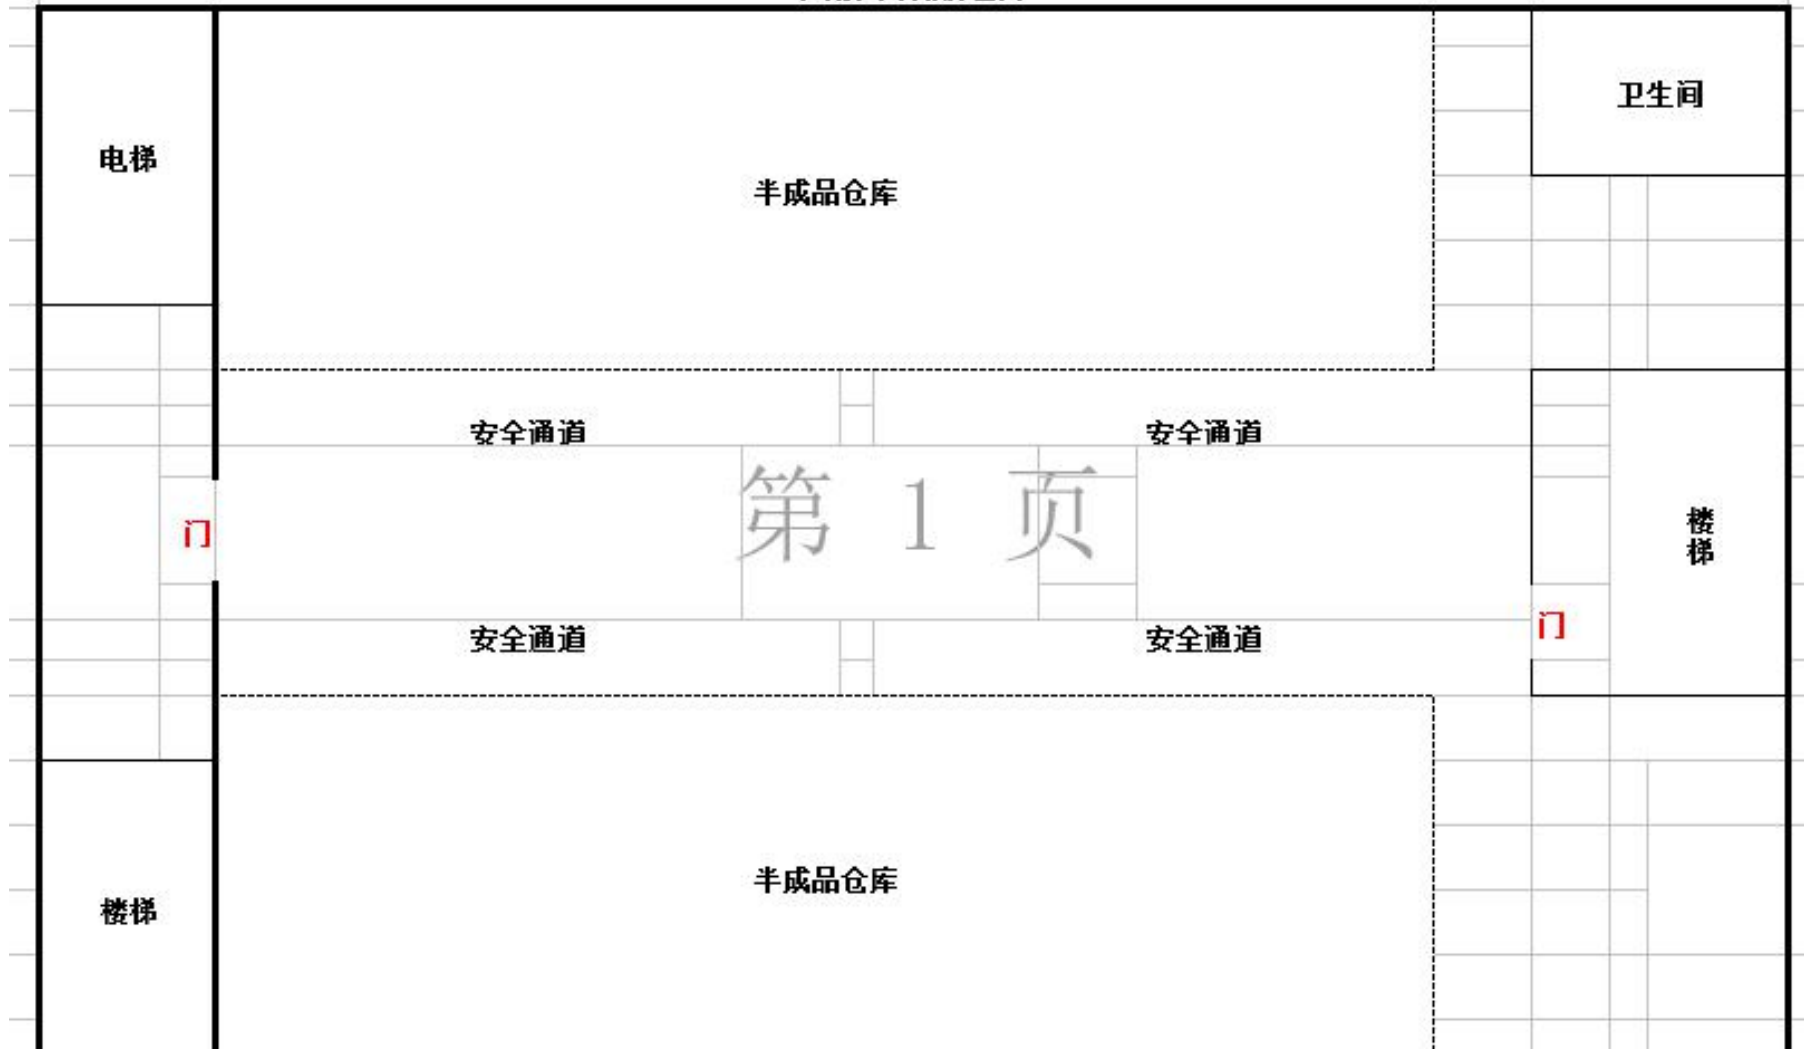 卫生间
电梯
半成品仓库
安全通道
安全通道
第 1 页
门
楼梯
安全通道
安全通道
门
半成品仓库
楼梯